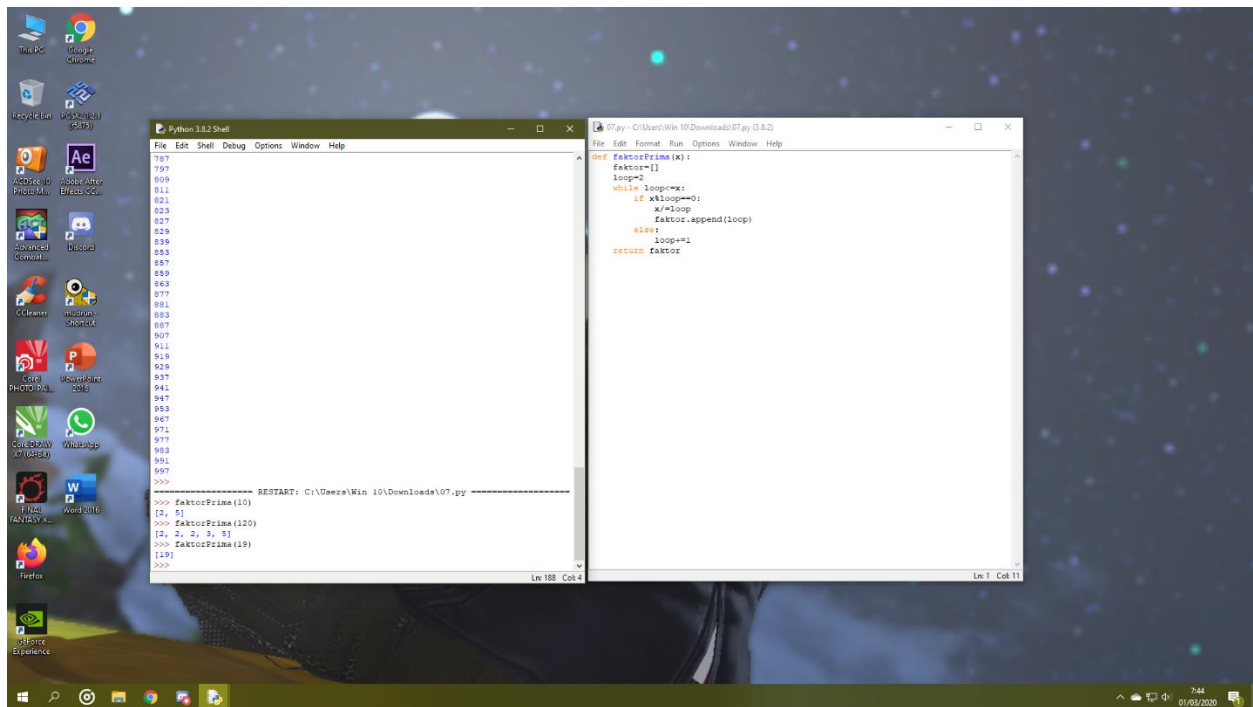 This PC
Google
Chrome
Recycle Bin
PCSX2 1.2.1
(r5875)
ACDSee 10
Photo M...
Adobe After
Effects CC...
Advanced
Combat...
Discord
CCleaner
mudrun -
Shortcut
Corel
PHOTO-PAI...
PowerPoint
2016
CorelDRAW
X7 (64-Bit)
WhatsApp
FINAL
FANTASY X...
Word 2016
Firefox
GeForce
Experience
Python 3.8.2 Shell
File Edit Shell Debug Options Window Help
787
797
809
811
821
823
827
829
839
853
857
859
863
877
881
883
887
907
911
919
929
937
941
947
953
967
971
977
983
991
997
>>>
=================== RESTART: C:\Users\Win 10\Downloads\07.py ===================
>>> faktorPrima(10)
[2, 5]
>>> faktorPrima(120)
[2, 2, 2, 3, 5]
>>> faktorPrima(19)
[19]
>>>
Ln: 188 Col: 4
07.py - C:\Users\Win 10\Downloads\07.py (3.8.2)
File Edit Format Run Options Window Help
def faktorPrima(x):
    faktor=[]
    loop=2
    while loop<=x:
        if x%loop==0:
            x/=loop
            faktor.append(loop)
        else:
            loop+=1
    return faktor
Ln: 1 Col: 11
7:44
01/03/2020